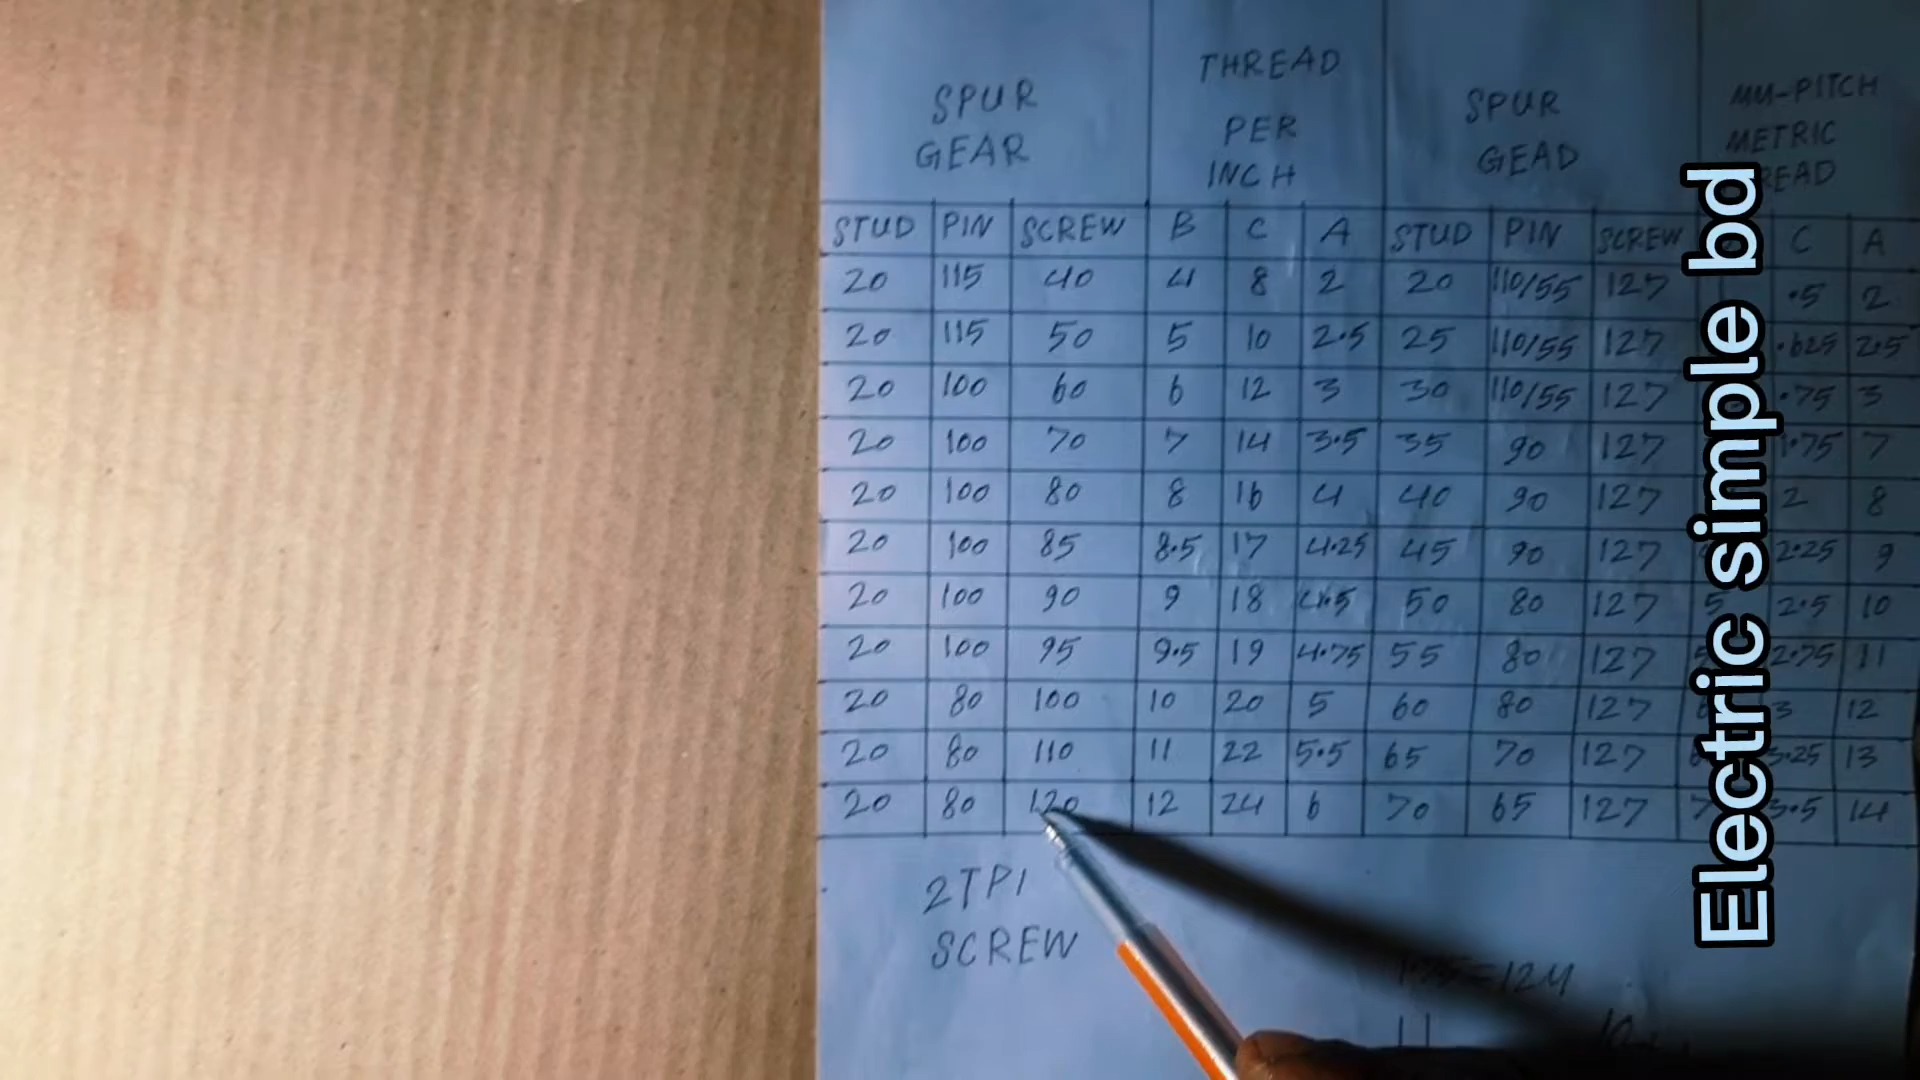 SPUR GEAR THREAD PER INCH SPUR GEAD MM-PITCH METRIC READ
STUD PIN SCREW B C A STUD PIN SCREW C A
20 115 40 4 8 2 20 110/55 127 .5 2
20 115 50 5 10 2.5 25 110/55 127 .625 2.5
20 100 60 6 12 3 30 110/55 127 .75 3
20 100 70 7 14 3.5 35 90 127 1.75 7
20 100 80 8 16 4 40 90 127 2 8
20 100 85 8.5 17 4.25 45 90 127 2.25 9
20 100 90 9 18 4.5 50 80 127 5 2.5 10
20 100 95 9.5 19 4.75 55 80 127 2.75 11
20 80 100 10 20 5 60 80 127 3 12
20 80 110 11 22 5.5 65 70 127 3.25 13
20 80 120 12 24 6 70 65 127 3.5 14
2TPI
SCREW
Electric simple bd